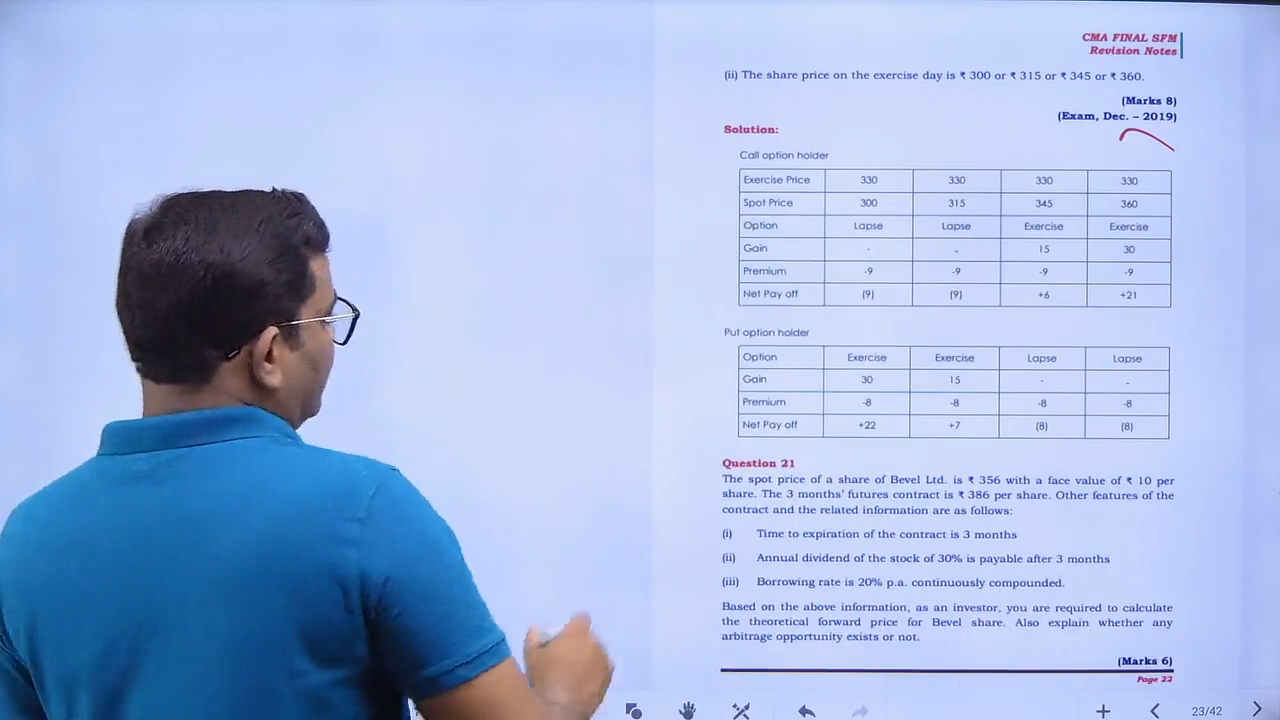 CMA FINAL SFM
Revision Notes
(ii) The share price on the exercise day is ₹ 300 or ₹ 315 or ₹ 345 or ₹ 360.
(Marks 8)
(Exam, Dec. – 2019)
Solution:
Call option holder
Exercise Price 330 330 330 330
Spot Price 300 315 345 360
Option Lapse Lapse Exercise Exercise
Gain - - 15 30
Premium -9 -9 -9 -9
Net Pay off (9) (9) +6 +21
Put option holder
Option Exercise Exercise Lapse Lapse
Gain 30 15 - -
Premium -8 -8 -8 -8
Net Pay off +22 +7 (8) (8)
Question 21
The spot price of a share of Bevel Ltd. is ₹ 356 with a face value of ₹ 10 per
share. The 3 months' futures contract is ₹ 386 per share. Other features of the
contract and the related information are as follows:
(i) Time to expiration of the contract is 3 months
(ii) Annual dividend of the stock of 30% is payable after 3 months
(iii) Borrowing rate is 20% p.a. continuously compounded.
Based on the above information, as an investor, you are required to calculate
the theoretical forward price for Bevel share. Also explain whether any
arbitrage opportunity exists or not.
(Marks 6)
Page 22
23/42